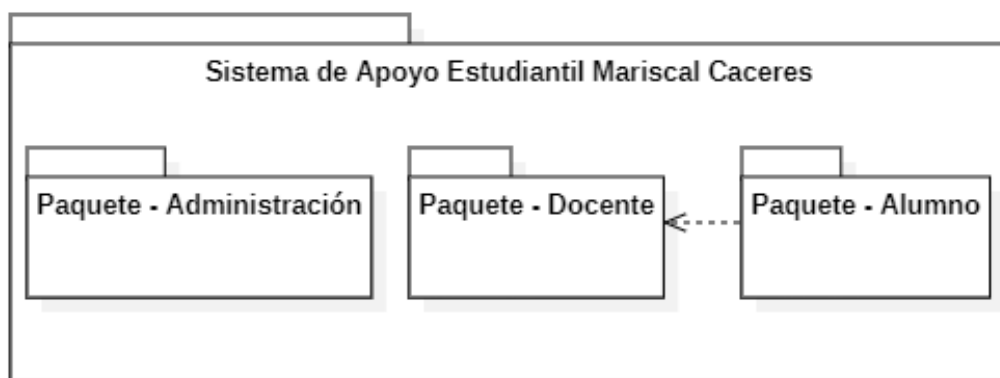 Sistema de Apoyo Estudiantil Mariscal Caceres
Paquete - Administración
Paquete - Docente
Paquete - Alumno